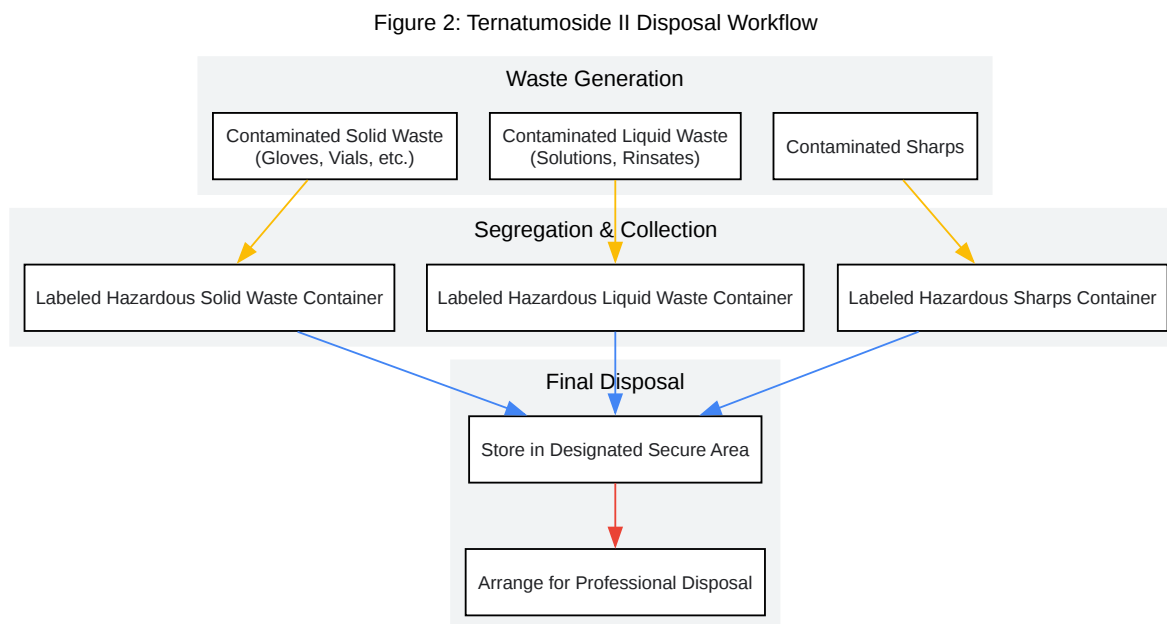 Figure 2: Ternatumoside II Disposal Workflow
Waste Generation
Contaminated Solid Waste
(Gloves, Vials, etc.)
Contaminated Liquid Waste
(Solutions, Rinsates)
Contaminated Sharps
Segregation & Collection
Labeled Hazardous Solid Waste Container
Labeled Hazardous Liquid Waste Container
Labeled Hazardous Sharps Container
Final Disposal
Store in Designated Secure Area
Arrange for Professional Disposal